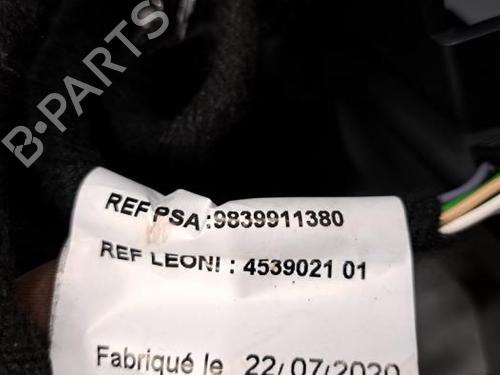 REF PSA :9839911380
REF LEONI : 4539021 01
Fabriqué le 22/07/2020
B-PARTS